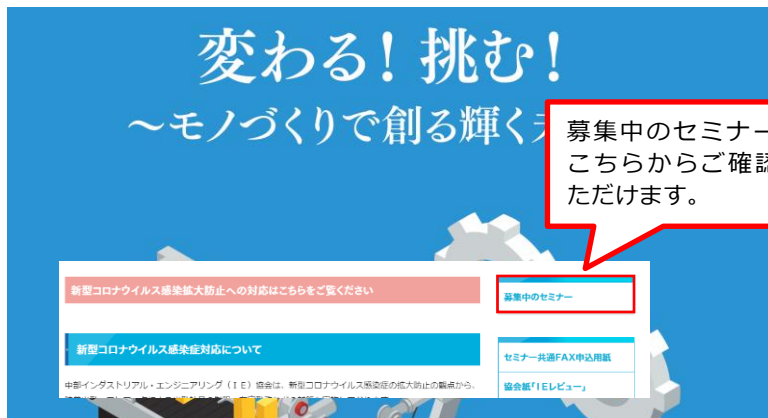 変わる！挑む！
～モノづくりで創る輝く
募集中のセミナー
こちらからご確認
ただけます。
新型コロナウイルス感染拡大防止への対応はこちらをご覧ください
募集中のセミナー
新型コロナウイルス感染症対応について
セミナー共通FAX申込用紙
中部インダストリアル・エンジニアリング（ＩＥ）協会は、新型コロナウイルス感染症の拡大防止の観点から、
協会紙「IEレビュー」